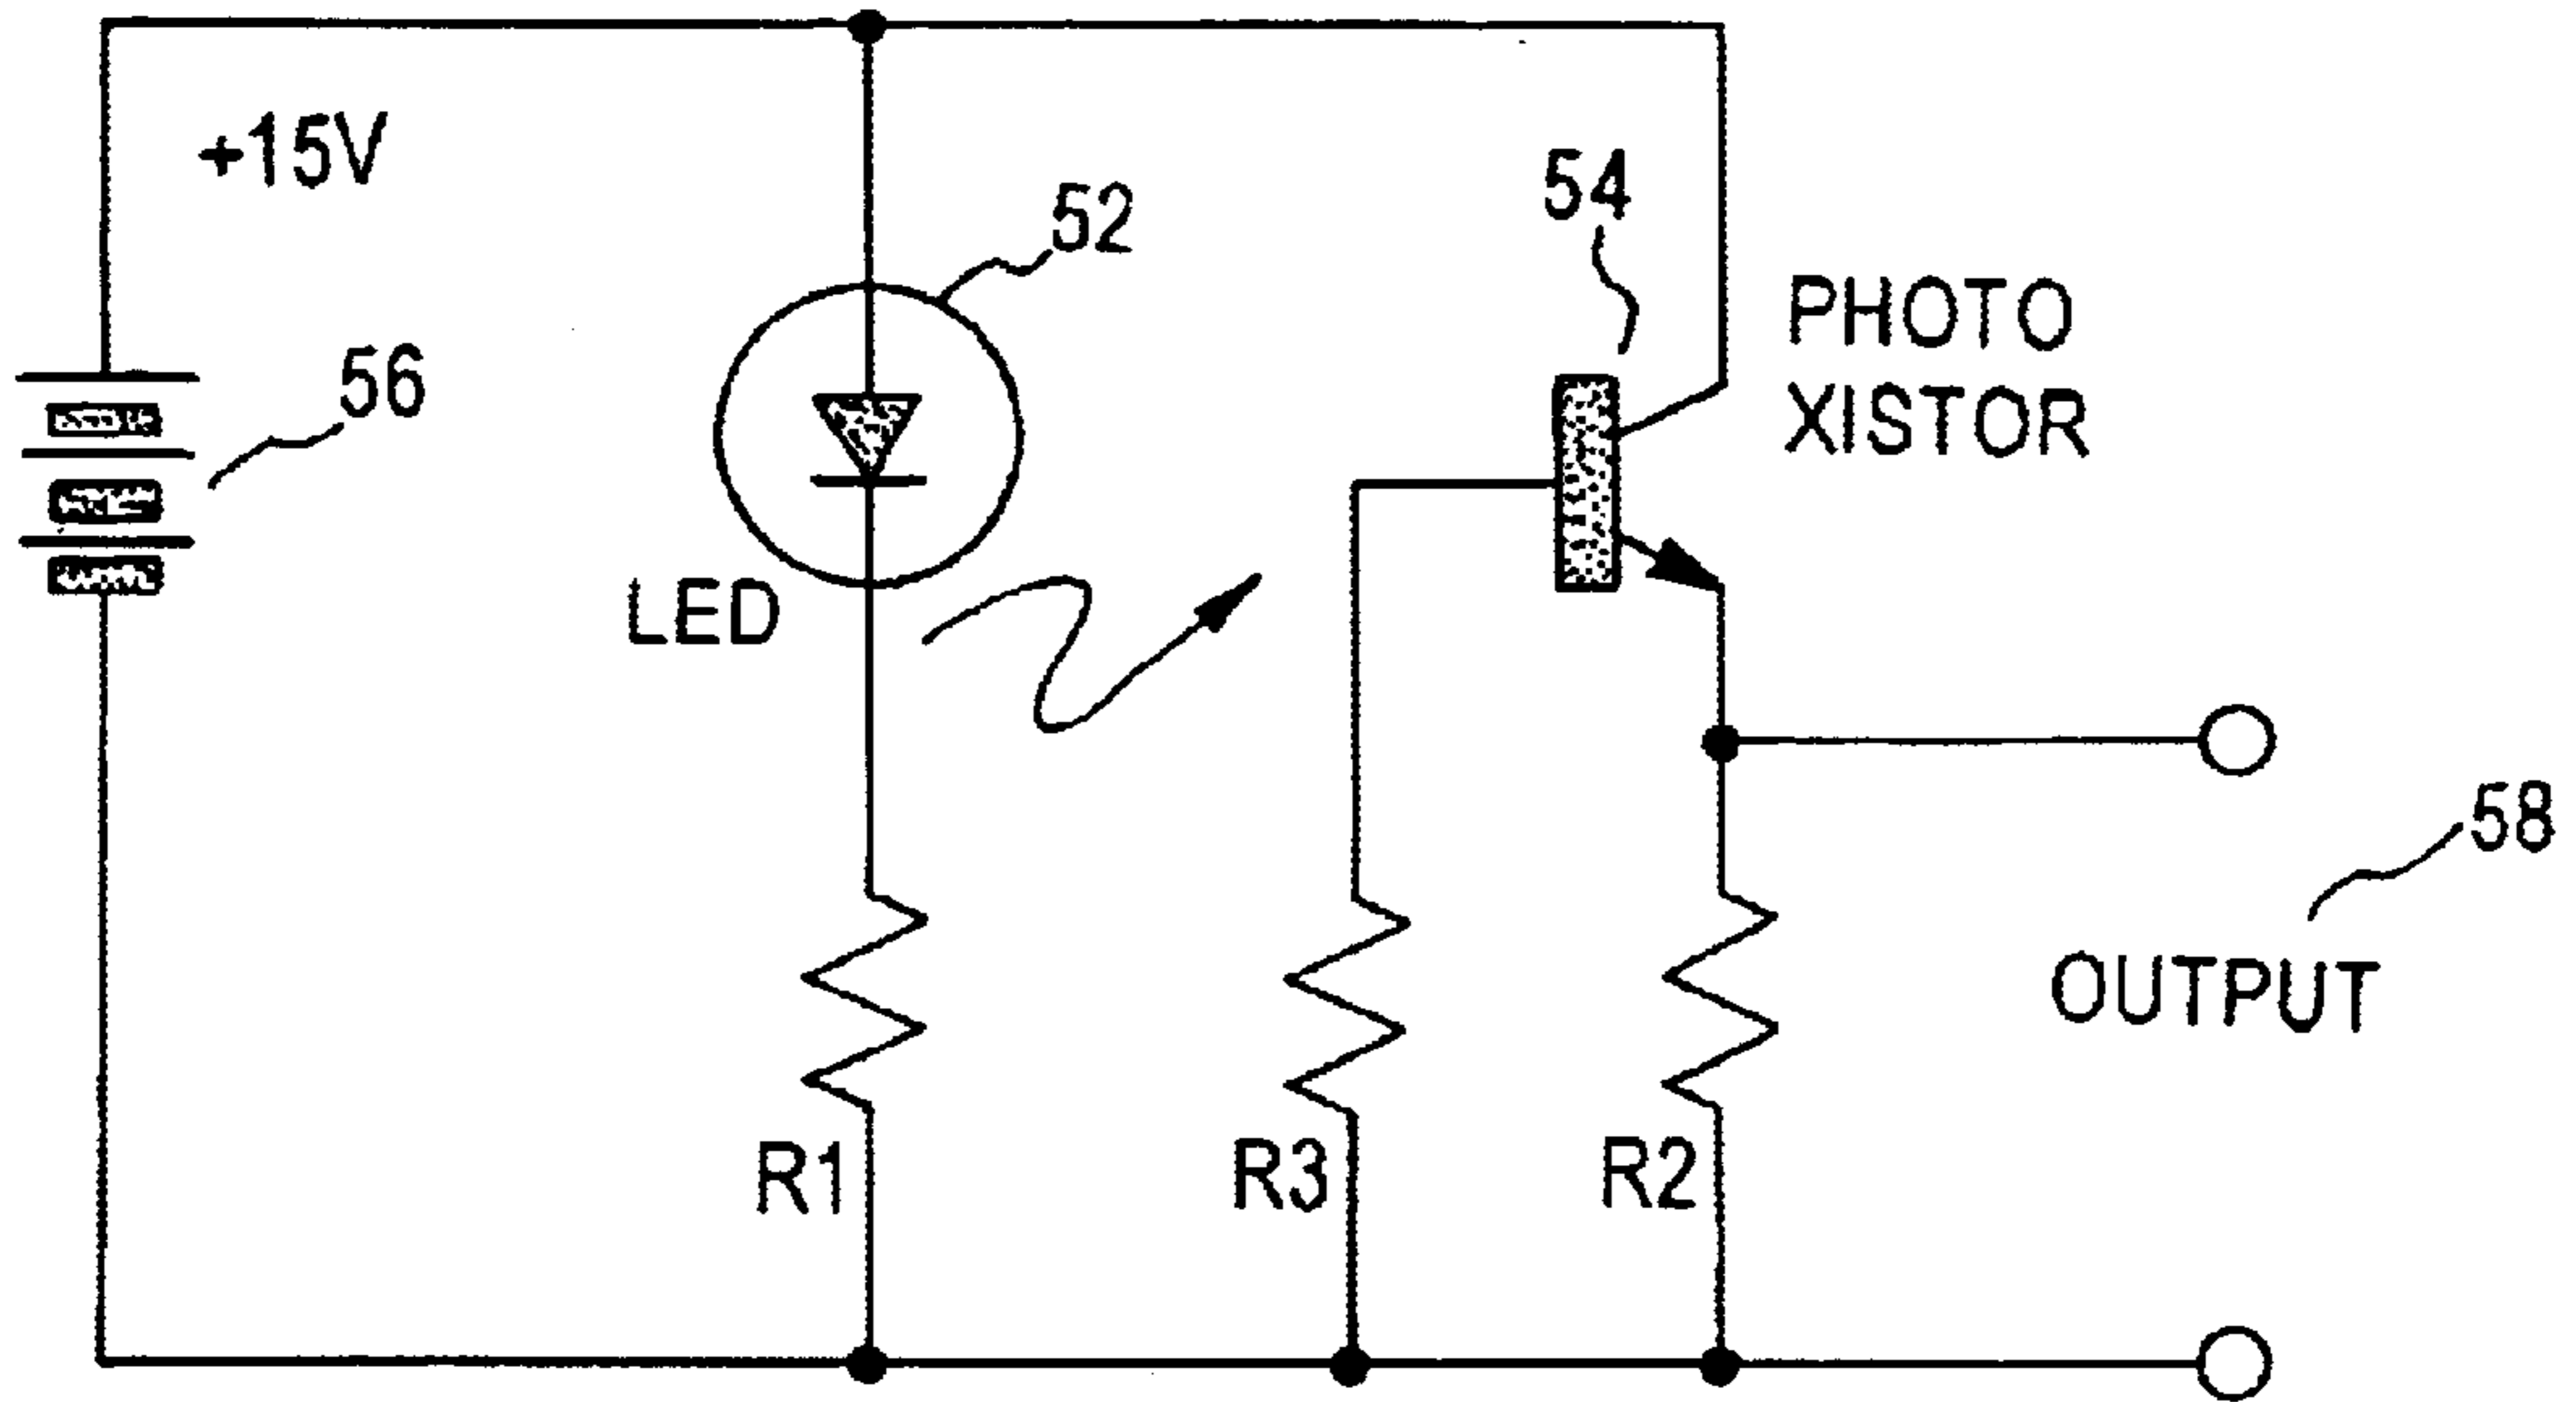 +15V
52
54
PHOTO
XISTOR
56
LED
58
OUTPUT
R1
R3
R2